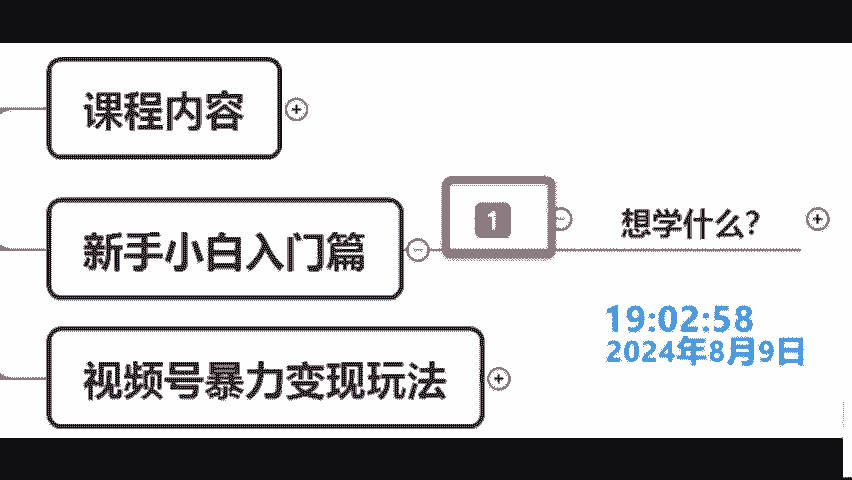 课程内容
新手小白入门篇
1
想学什么？
视频号暴力变现玩法
19:02:58
2024年8月9日